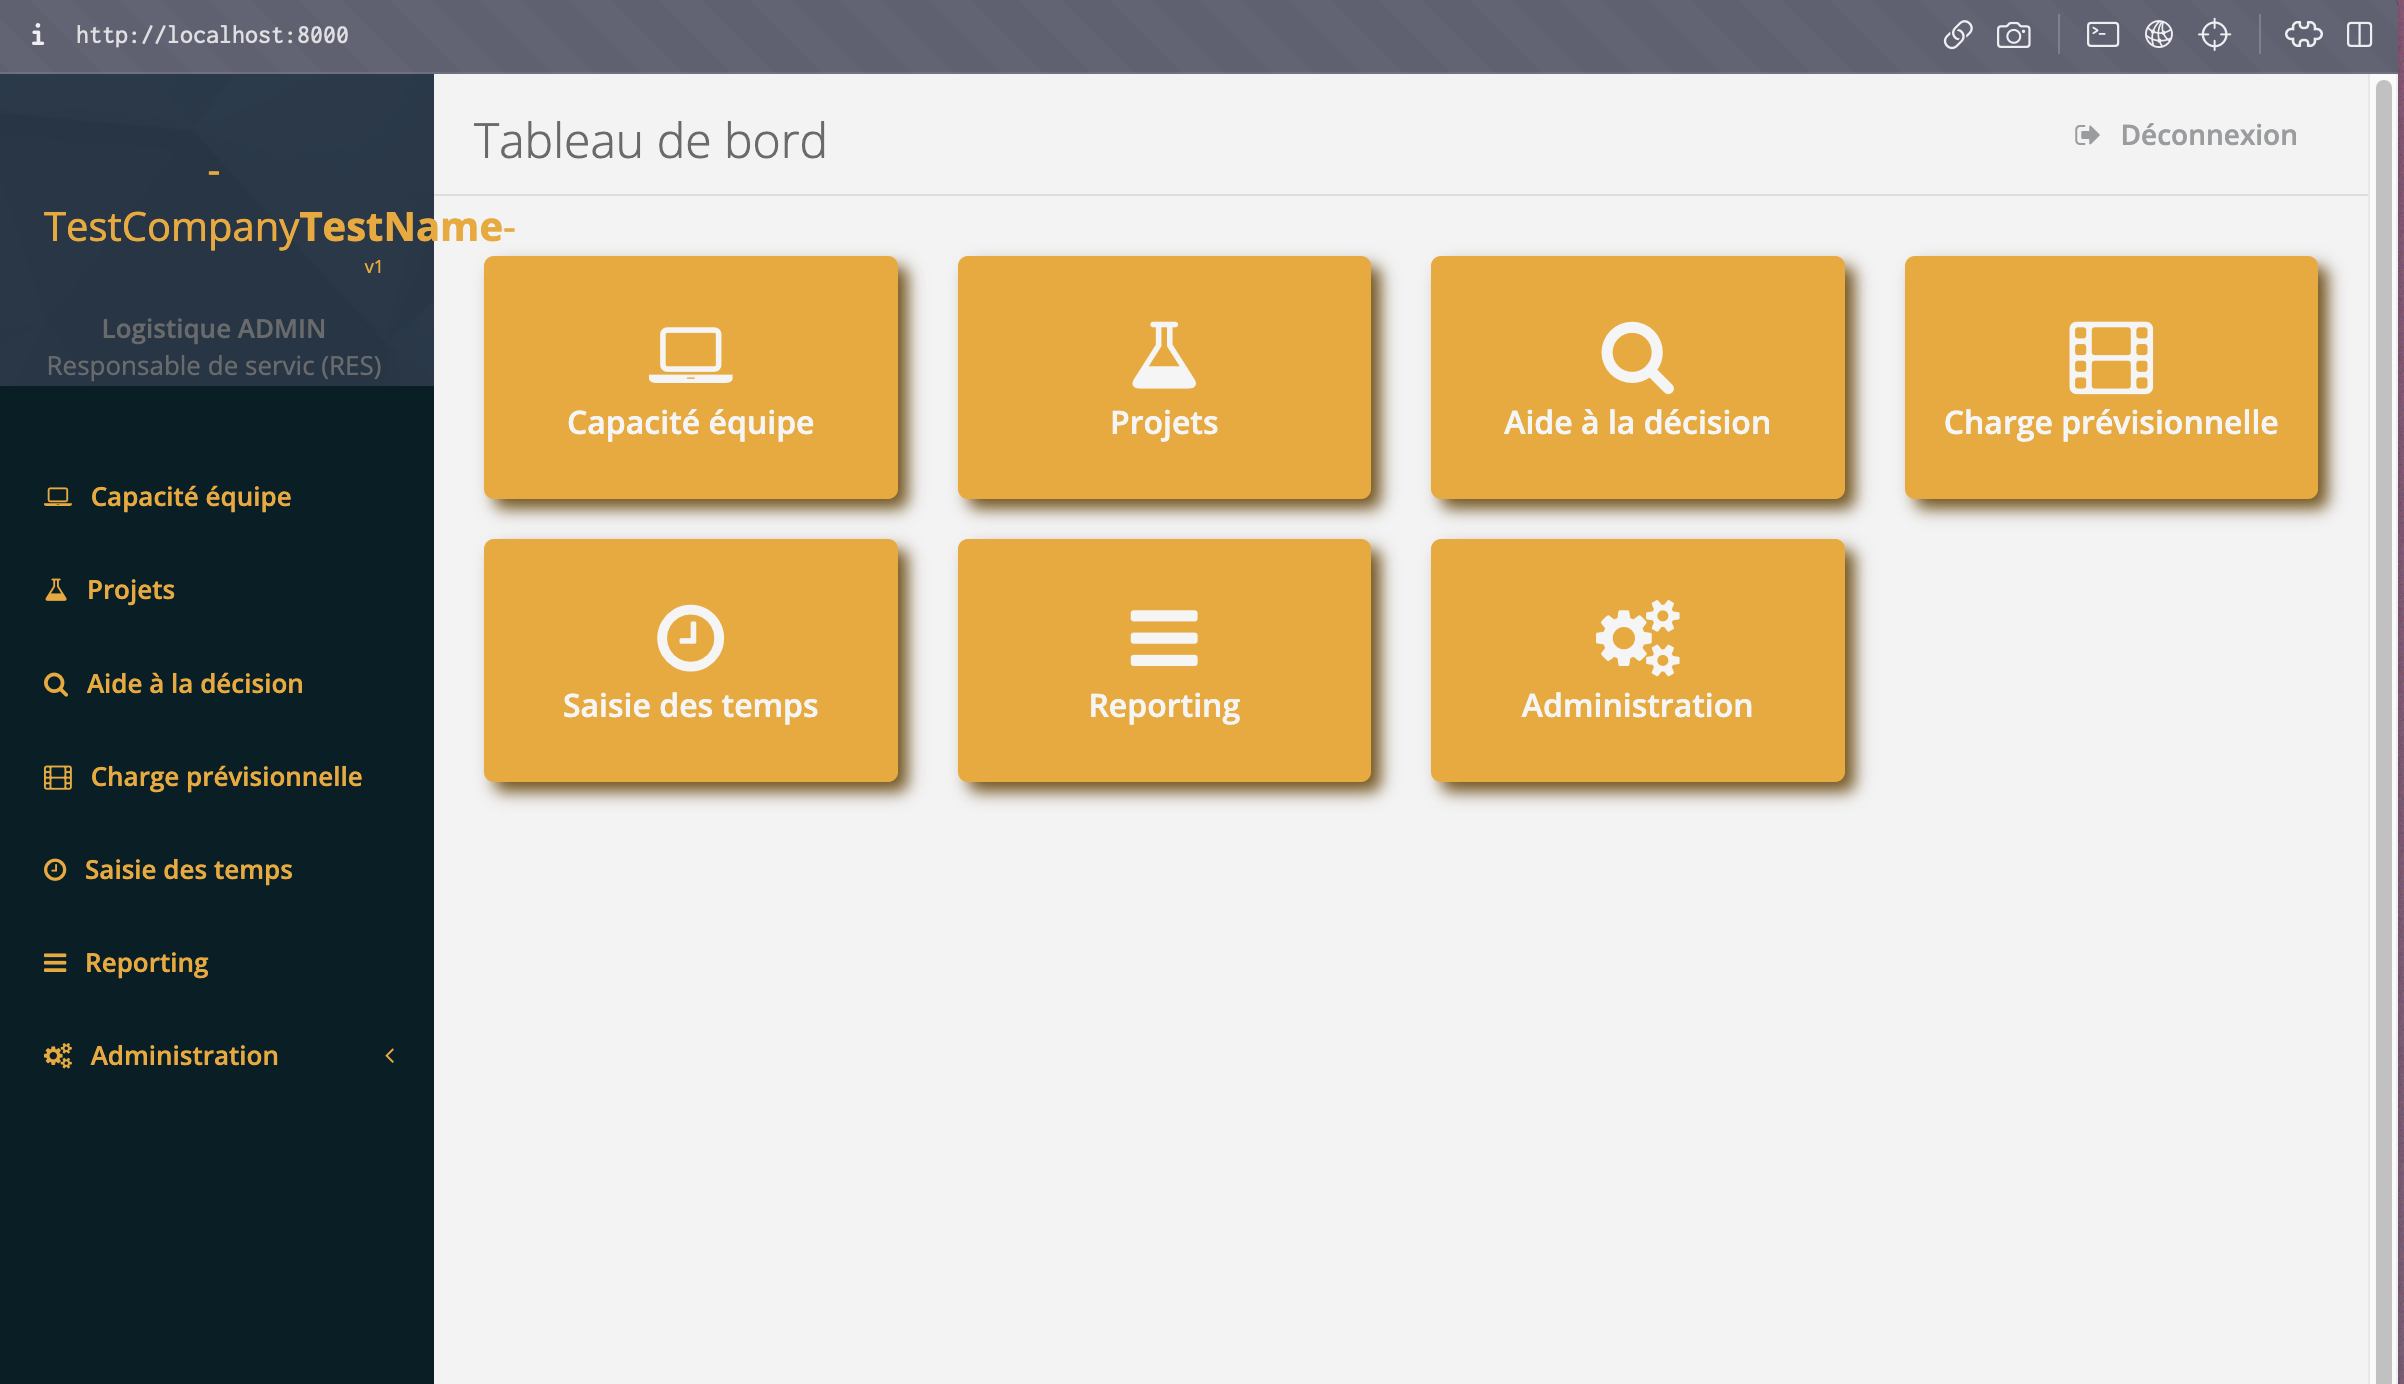 http://localhost:8000
-
TestCompanyTestName-
v1
Logistique ADMIN
Responsable de servic (RES)
Capacité équipe
Projets
Aide à la décision
Charge prévisionnelle
Saisie des temps
Reporting
Administration
Tableau de bord
Déconnexion
Capacité équipe
Projets
Aide à la décision
Charge prévisionnelle
Saisie des temps
Reporting
Administration